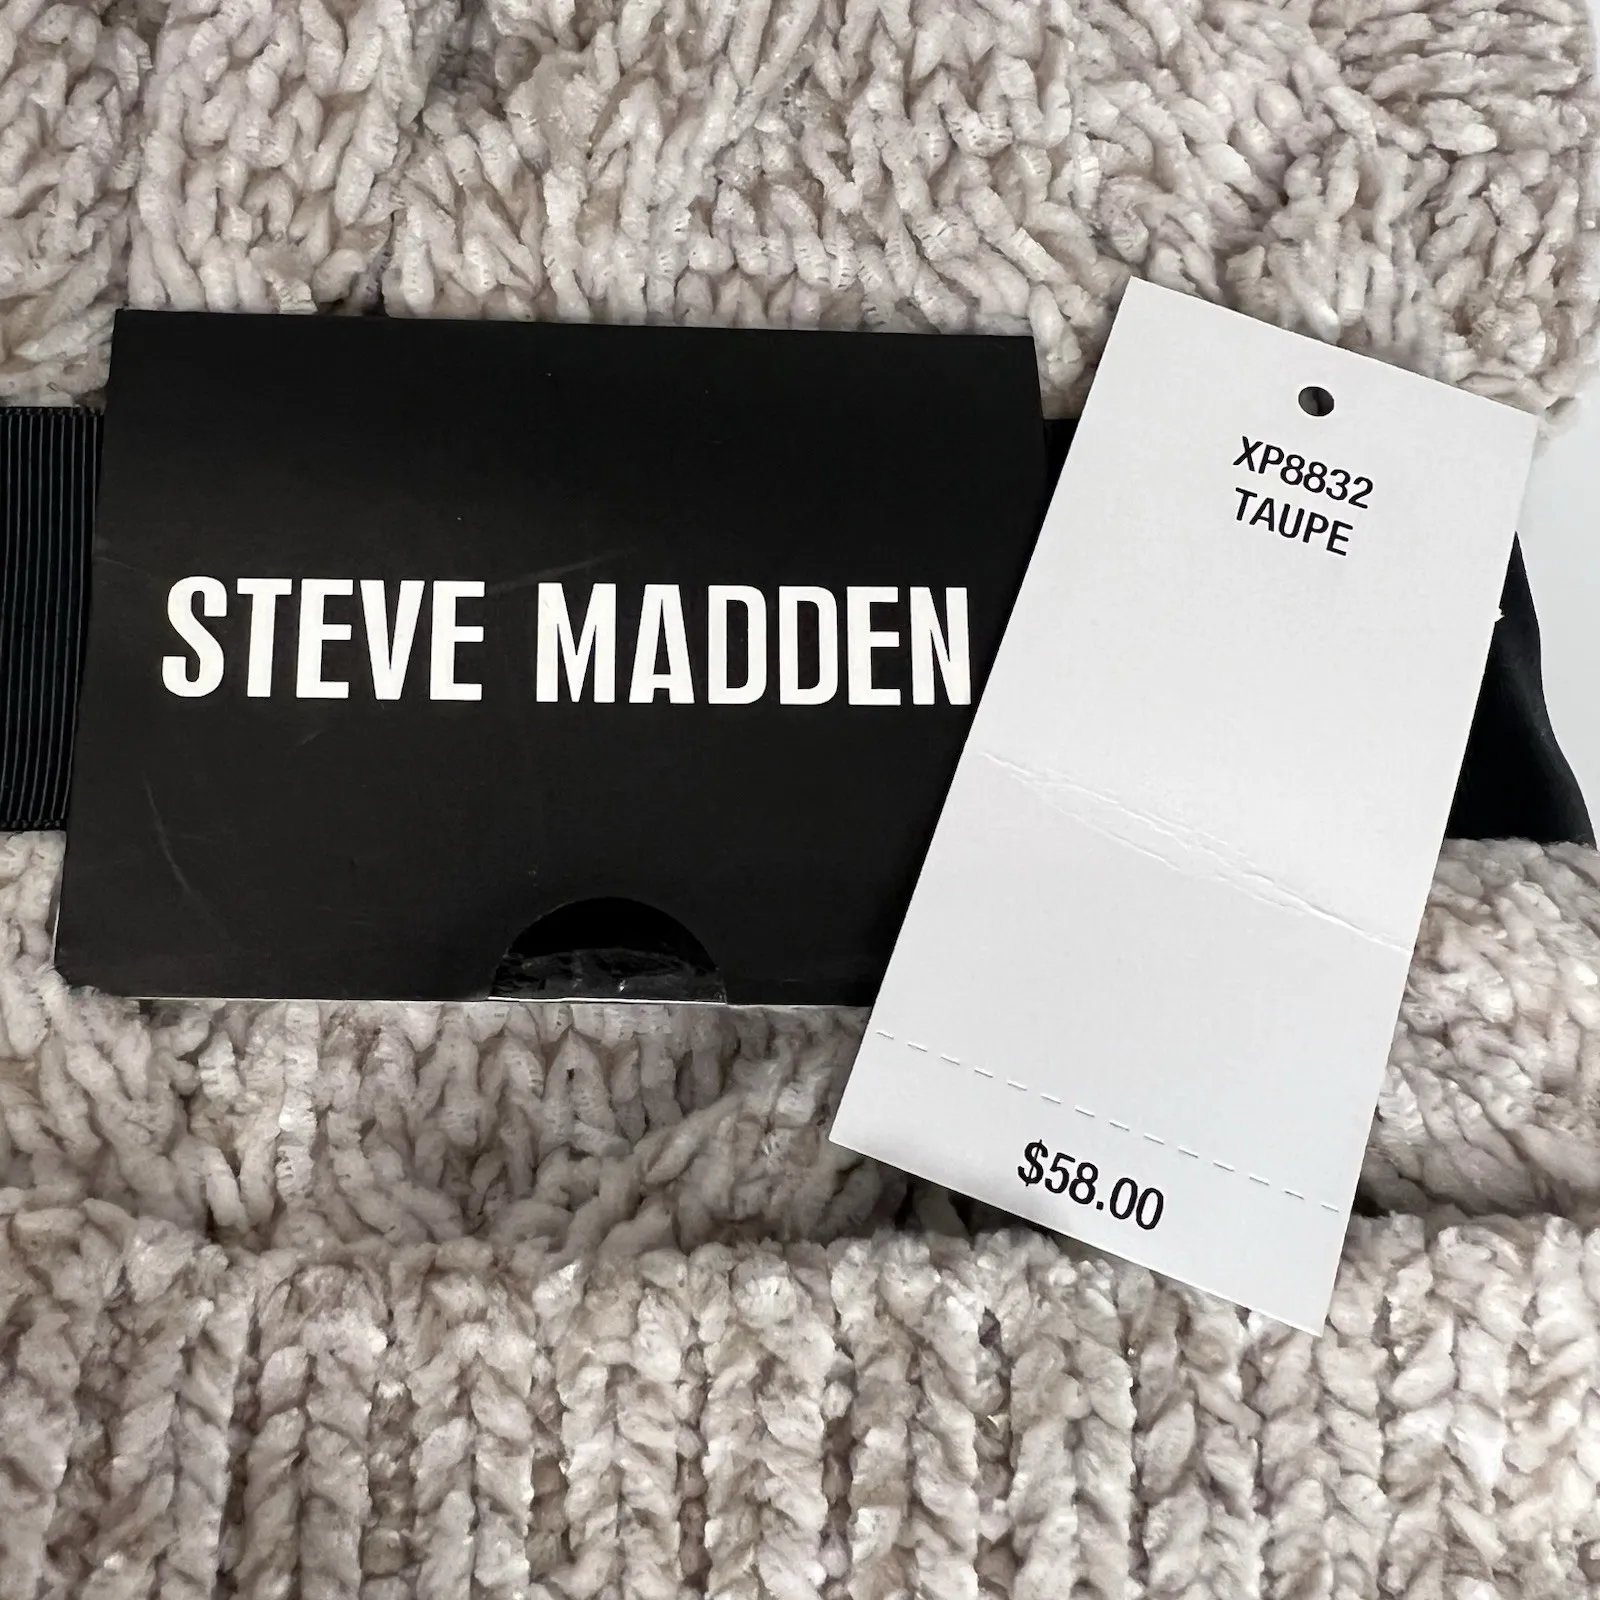 STEVE MADDEN
XP8832
TAUPE
$58.00